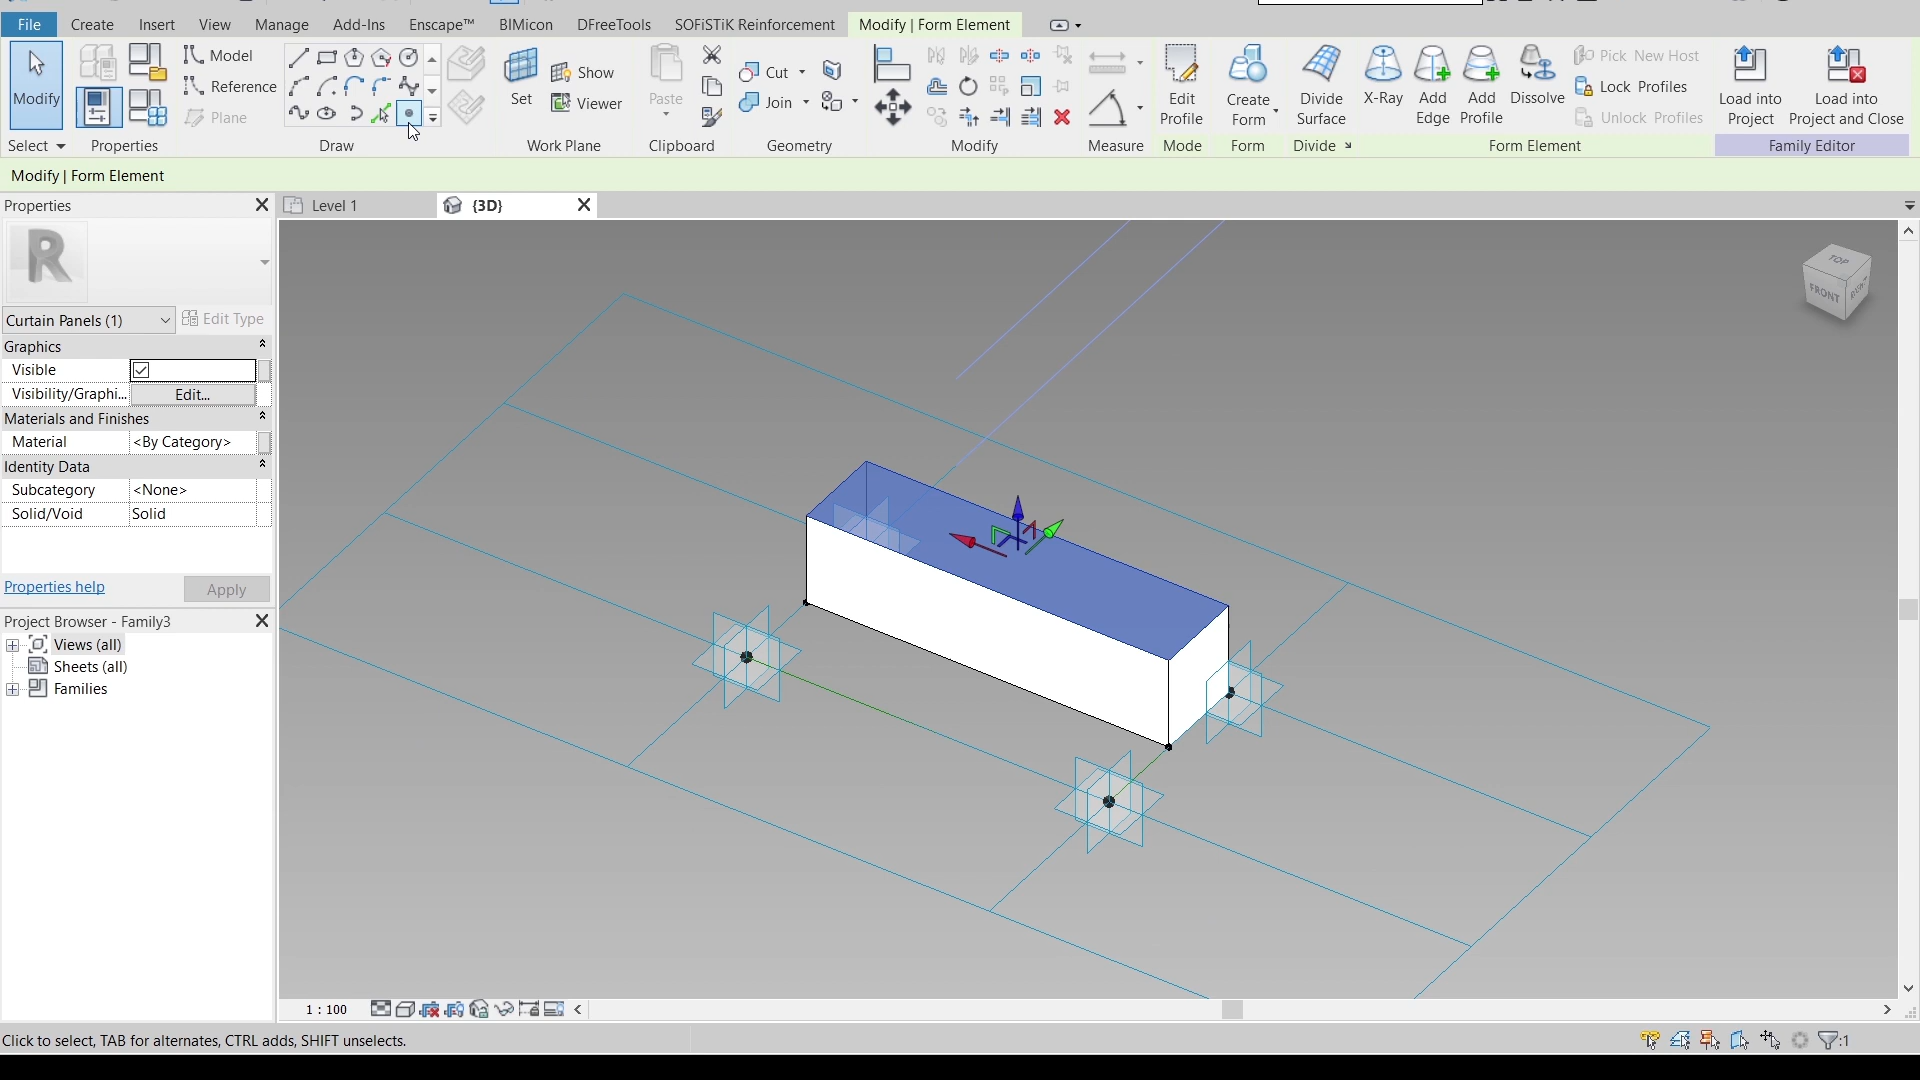 File Create Insert View Manage Add-Ins Enscape™ BIMicon DFreeTools SOFiSTiK Reinforcement Modify | Form Element
Modify
Model
Reference
Plane
Set
Show
Viewer
Paste
Cut
Join
Edit
Profile
Create
Form
Divide
Surface
X-Ray
Add
Edge
Add
Profile
Dissolve
Pick New Host
Lock Profiles
Unlock Profiles
Load into
Project
Load into
Project and Close
Select Properties Draw Work Plane Clipboard Geometry Modify Measure Mode Form Divide Form Element Family Editor
Modify | Form Element
Properties
Level 1
{3D}
R
Curtain Panels (1)
Edit Type
Graphics
Visible
Visibility/Graphi... Edit...
Materials and Finishes
Material <By Category>
Identity Data
Subcategory <None>
Solid/Void Solid
Properties help
Apply
Project Browser - Family3
Views (all)
Sheets (all)
Families
TOP
FRONT
1 : 100
Click to select, TAB for alternates, CTRL adds, SHIFT unselects.
:1